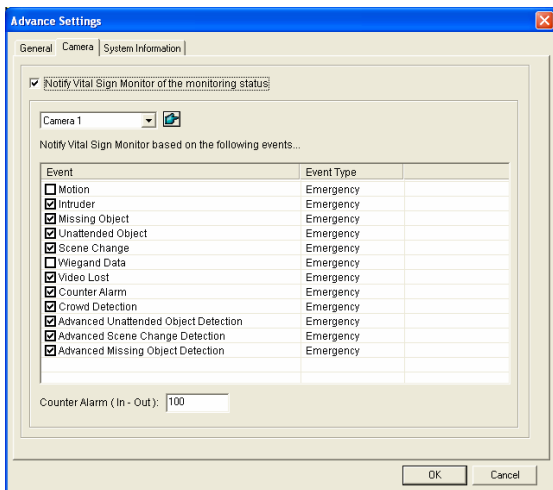 Advance Settings
General Camera System Information
Notify Vital Sign Monitor of the monitoring status
Camera 1
Notify Vital Sign Monitor based on the following events...
Event Event Type
Motion Emergency
Intruder Emergency
Missing Object Emergency
Unattended Object Emergency
Scene Change Emergency
Wiegand Data Emergency
Video Lost Emergency
Counter Alarm Emergency
Crowd Detection Emergency
Advanced Unattended Object Detection Emergency
Advanced Scene Change Detection Emergency
Advanced Missing Object Detection Emergency
Counter Alarm ( In - Out ): 100
OK Cancel